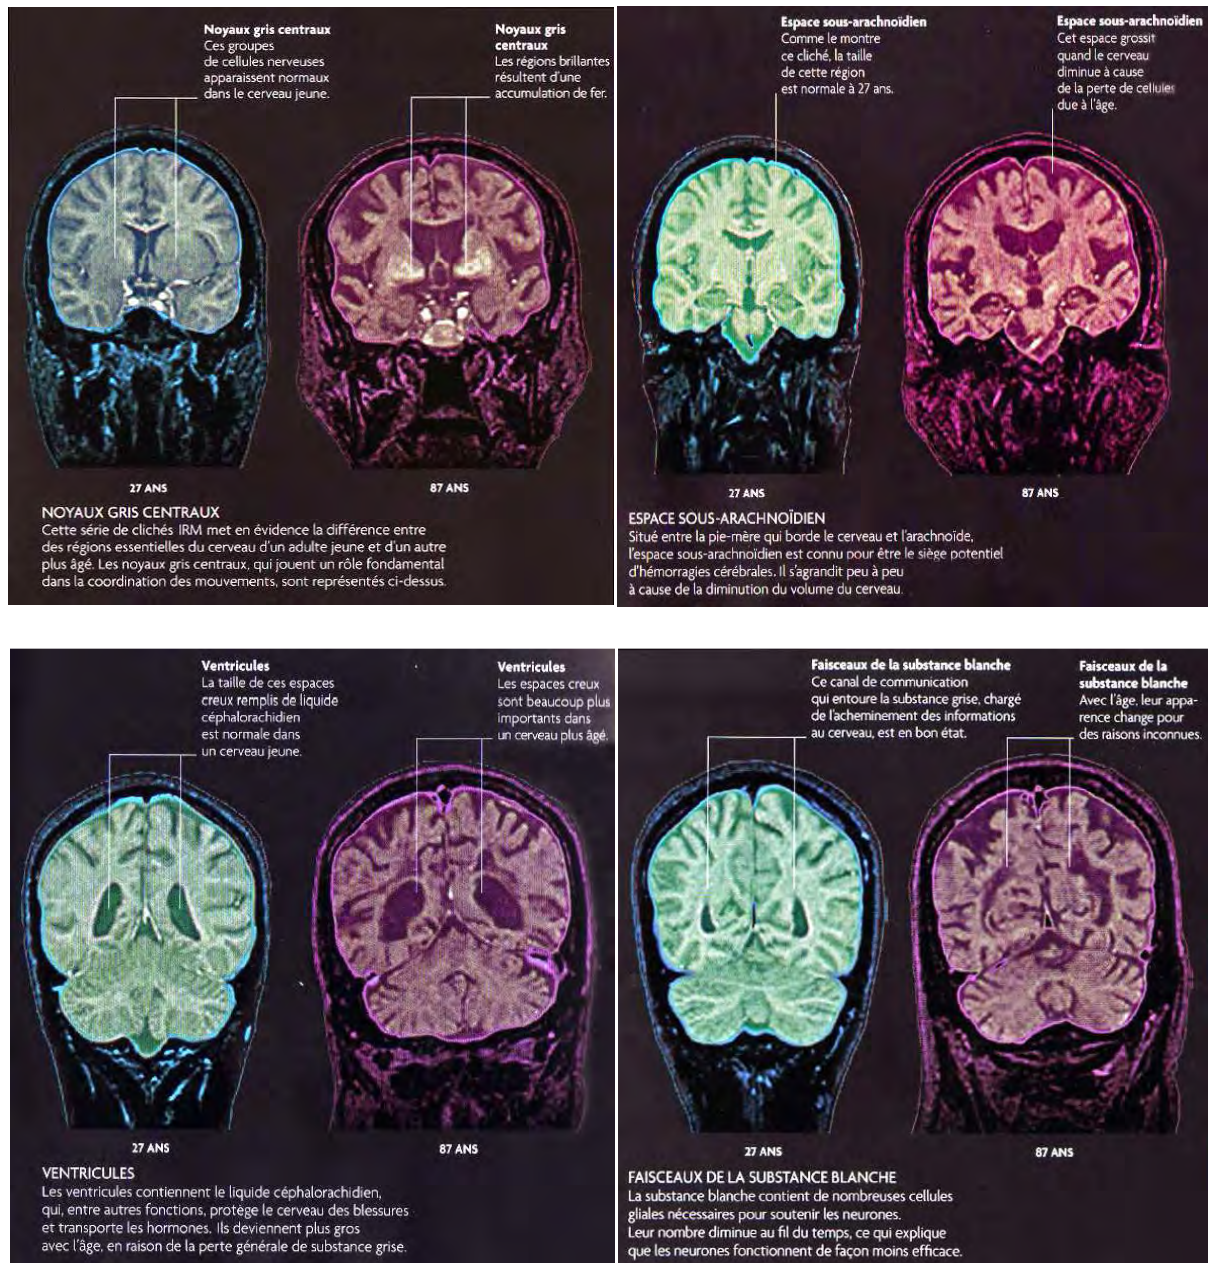 Noyaux gris centraux
Ces groupes
de cellules nerveuses
apparaissent normaux
dans le cerveau jeune.
Noyaux gris
centraux
Les régions brillantes
résultent d'une
accumulation de fer.
27 ANS
87 ANS
NOYAUX GRIS CENTRAUX
Cette série de clichés IRM met en évidence la différence entre
des régions essentielles du cerveau d'un adulte jeune et d'un autre
plus âgé. Les noyaux gris centraux, qui jouent un rôle fondamental
dans la coordination des mouvements, sont représentés ci-dessus.
Espace sous-arachnoïdien
Comme le montre
ce cliché, la taille
de cette région
est normale à 27 ans.
Espace sous-arachnoïdien
Cet espace grossit
quand le cerveau
diminue à cause
de la perte de cellules
due à l'âge.
27 ANS
87 ANS
ESPACE SOUS-ARACHNOÏDIEN
Situé entre la pie-mère qui borde le cerveau et l'arachnoïde,
l'espace sous-arachnoïdien est connu pour être le siège potentiel
d'hémorragies cérébrales. Il s'agrandit peu à peu
à cause de la diminution du volume du cerveau.
Ventricules
La taille de ces espaces
creux remplis de liquide
céphalorachidien
est normale dans
un cerveau jeune.
Ventricules
Les espaces creux
sont beaucoup plus
importants dans
un cerveau plus âgé.
27 ANS
87 ANS
VENTRICULES
Les ventricules contiennent le liquide céphalorachidien,
qui, entre autres fonctions, protège le cerveau des blessures
et transporte les hormones. Ils deviennent plus gros
avec l'âge, en raison de la perte générale de substance grise.
Faisceaux de la substance blanche
Ce canal de communication
qui entoure la substance grise, chargé
de l'acheminement des informations
au cerveau, est en bon état.
Faisceaux de la
substance blanche
Avec l'âge, leur appa-
rence change pour
des raisons inconnues.
27 ANS
87 ANS
FAISCEAUX DE LA SUBSTANCE BLANCHE
La substance blanche contient de nombreuses cellules
gliales nécessaires pour soutenir les neurones.
Leur nombre diminue au fil du temps, ce qui explique
que les neurones fonctionnent de façon moins efficace.